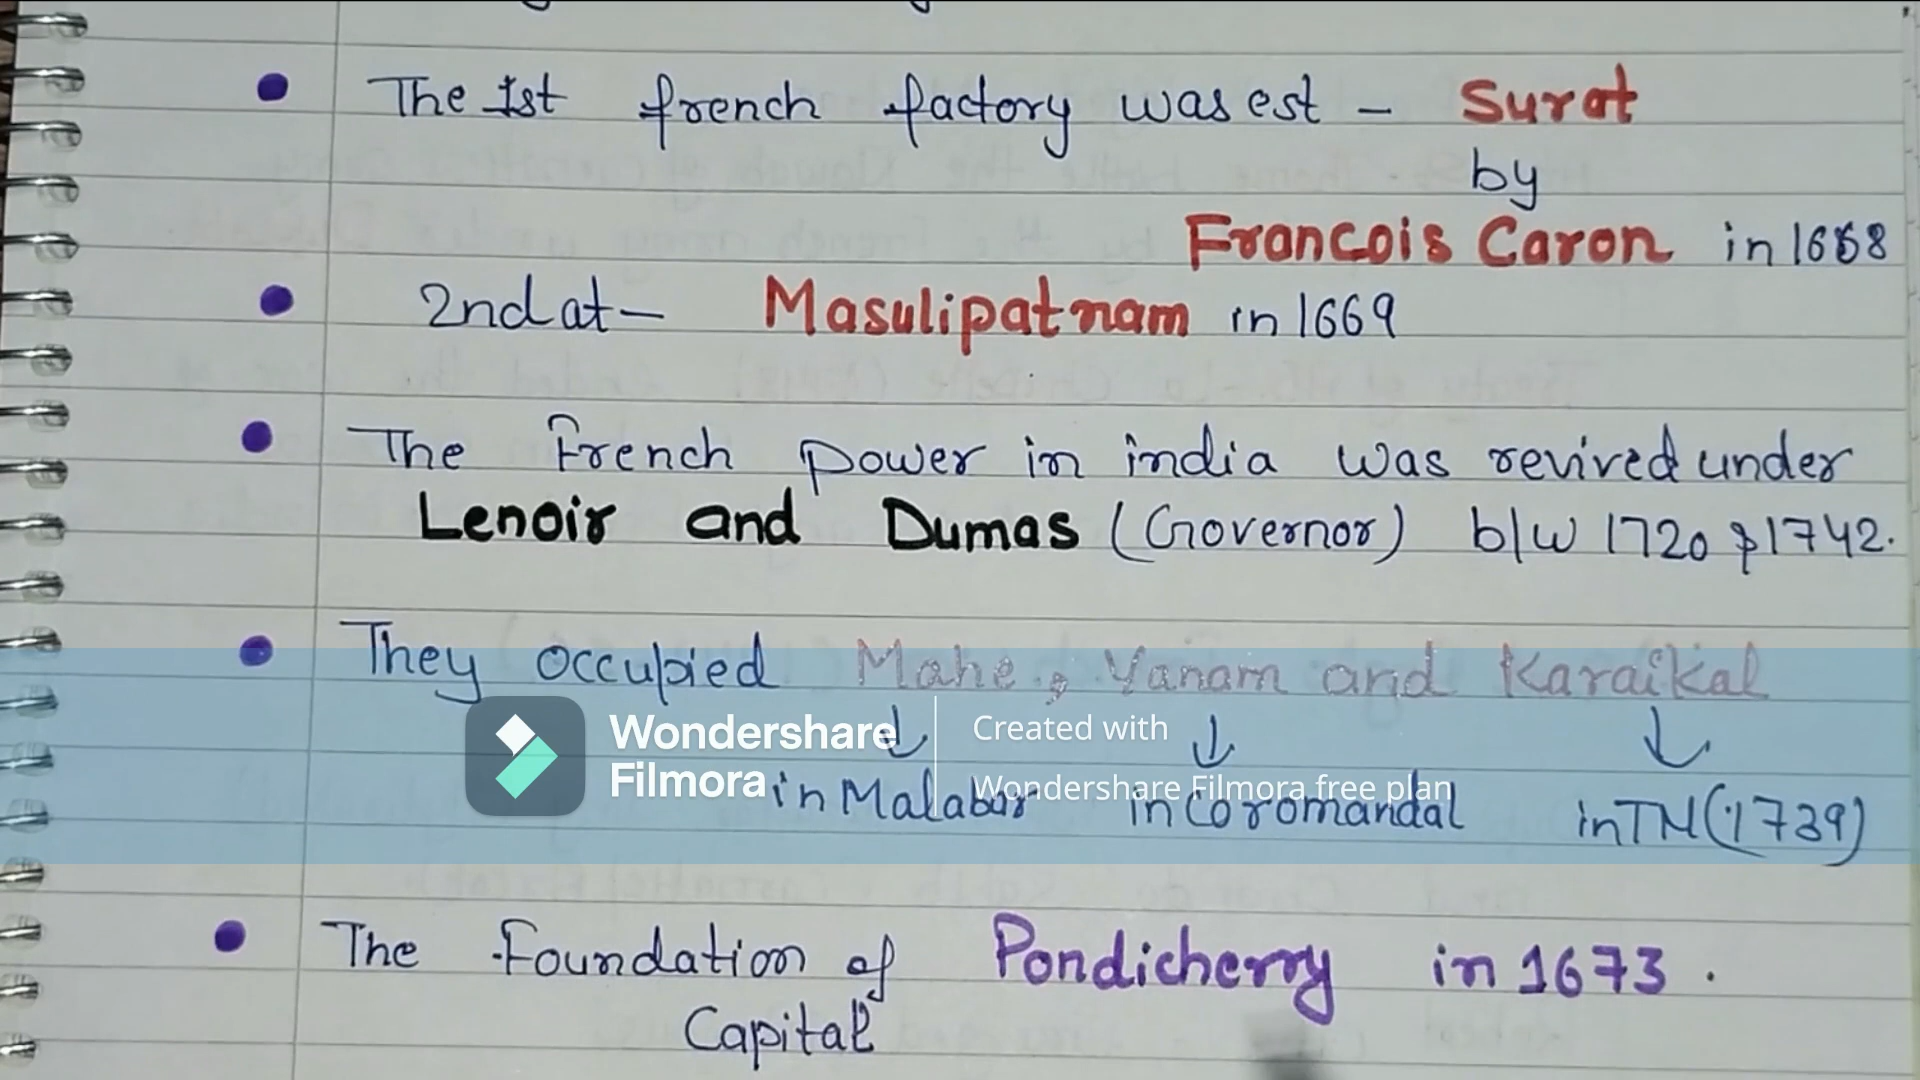 The 1st french factory was est - Surat
by
Francois Caron in 1668
2nd at - Masulipatnam in 1669
The French power in india was revived under
Lenoir and Dumas (Governor) b/w 1720 & 1742.
They occupied Mahe, Yanam and Karaikal
in Malabar in Coromandal in TN (1739)
Wondershare
Filmora
Created with
Wondershare Filmora free plan
The Foundation of Pondicherry in 1673.
Capital